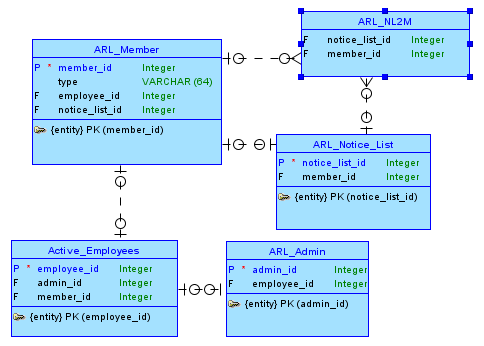 ARL_NL2M
F notice_list_id Integer
F member_id Integer
ARL_Member
P * member_id Integer
type VARCHAR (64)
F employee_id Integer
F notice_list_id Integer
{entity} PK (member_id)
ARL_Notice_List
P * notice_list_id Integer
F member_id Integer
{entity} PK (notice_list_id)
Active_Employees
P * employee_id Integer
F admin_id Integer
F member_id Integer
{entity} PK (employee_id)
ARL_Admin
P * admin_id Integer
F employee_id Integer
{entity} PK (admin_id)